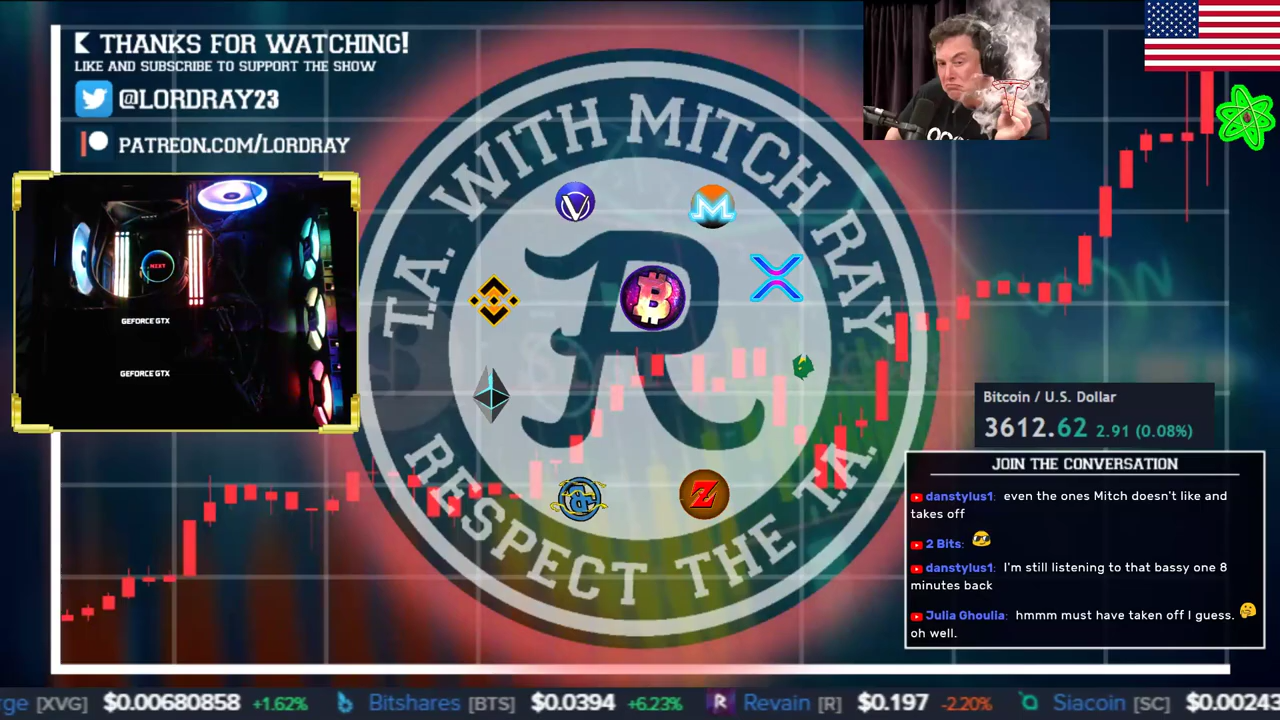 THANKS FOR WATCHING!
LIKE AND SUBSCRIBE TO SUPPORT THE SHOW
@LORDRAY23
PATREON.COM/LORDRAY
T.A. WITH MITCH RAY
RESPECT THE T.A.
R
NZXT
GEFORCE GTX
GEFORCE GTX
Bitcoin / U.S. Dollar
3612.62 2.91 (0.08%)
JOIN THE CONVERSATION
danstylus1: even the ones Mitch doesn't like and
takes off
2 Bits: 😎
danstylus1: I'm still listening to that bassy one 8
minutes back
Julia Ghoulia: hmmm must have taken off I guess. 🤔
oh well.
rge [XVG] $0.00680858 +1.62% Bitshares [BTS] $0.0394 +6.23% Revain [R] $0.197 -2.20% Siacoin [SC] $0.00243